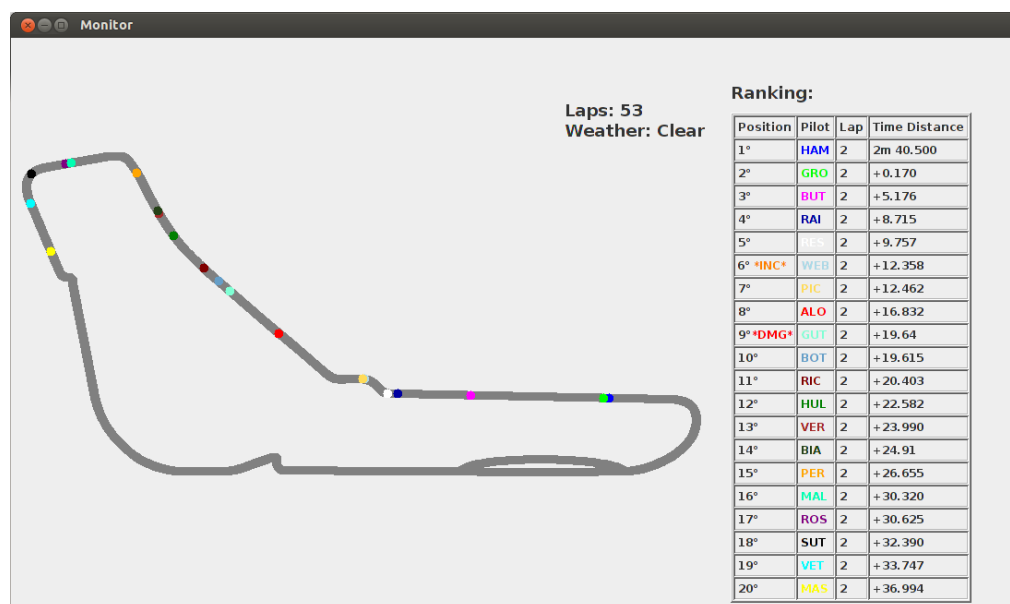 Monitor
Laps: 53
Weather: Clear
Ranking:
Position Pilot Lap Time Distance
1° HAM 2 2m 40.500
2° GRO 2 +0.170
3° BUT 2 +5.176
4° RAI 2 +8.715
5° RES 2 +9.757
6° *INC* WEB 2 +12.358
7° PIC 2 +12.462
8° ALO 2 +16.832
9° *DMG* GUT 2 +19.64
10° BOT 2 +19.615
11° RIC 2 +20.403
12° HUL 2 +22.582
13° VER 2 +23.990
14° BIA 2 +24.91
15° PER 2 +26.655
16° MAL 2 +30.320
17° ROS 2 +30.625
18° SUT 2 +32.390
19° VET 2 +33.747
20° MAS 2 +36.994